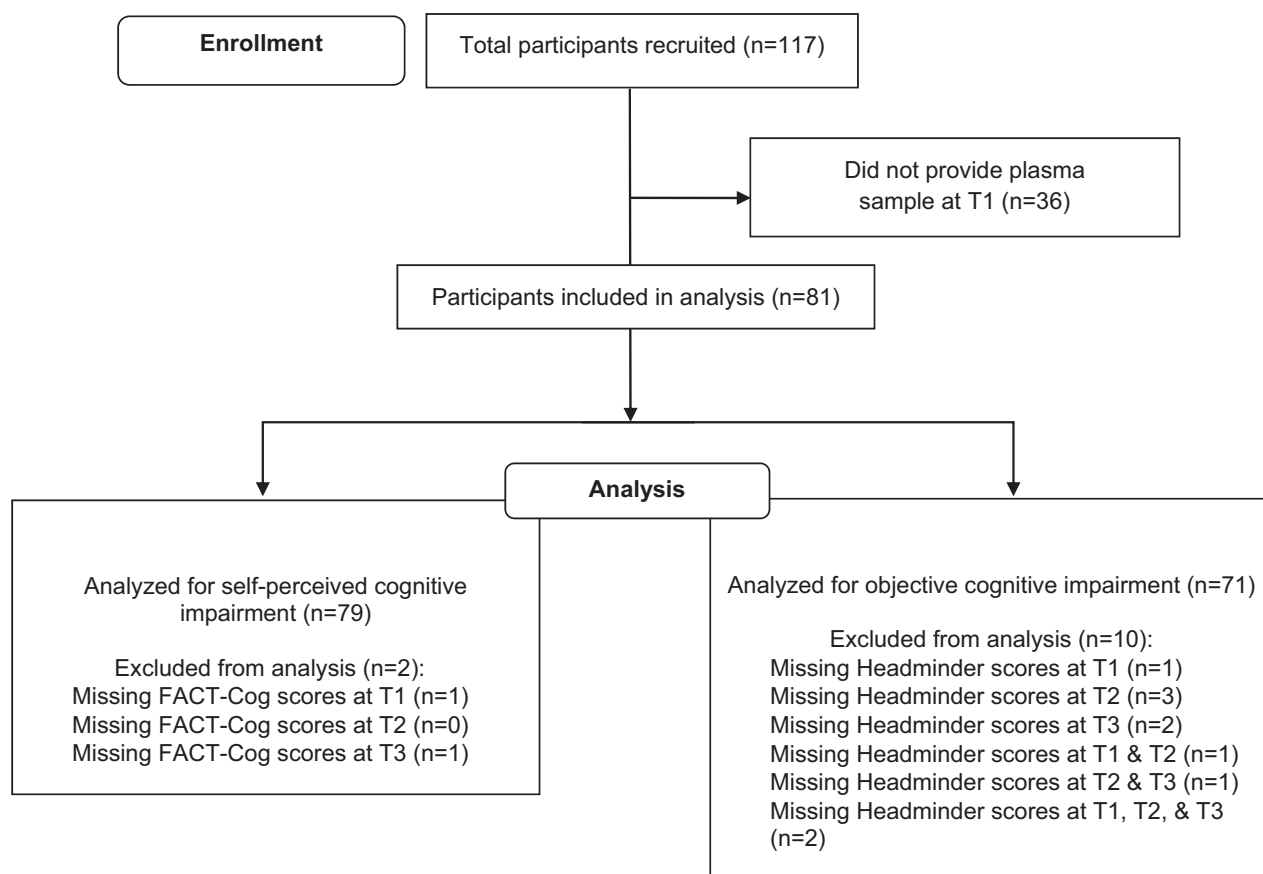 Enrollment
Total participants recruited (n=117)
Did not provide plasma
sample at T1 (n=36)
Participants included in analysis (n=81)
Analysis
Analyzed for self-perceived cognitive
impairment (n=79)
Excluded from analysis (n=2):
Missing FACT-Cog scores at T1 (n=1)
Missing FACT-Cog scores at T2 (n=0)
Missing FACT-Cog scores at T3 (n=1)
Analyzed for objective cognitive impairment (n=71)
Excluded from analysis (n=10):
Missing Headminder scores at T1 (n=1)
Missing Headminder scores at T2 (n=3)
Missing Headminder scores at T3 (n=2)
Missing Headminder scores at T1 & T2 (n=1)
Missing Headminder scores at T2 & T3 (n=1)
Missing Headminder scores at T1, T2, & T3
(n=2)